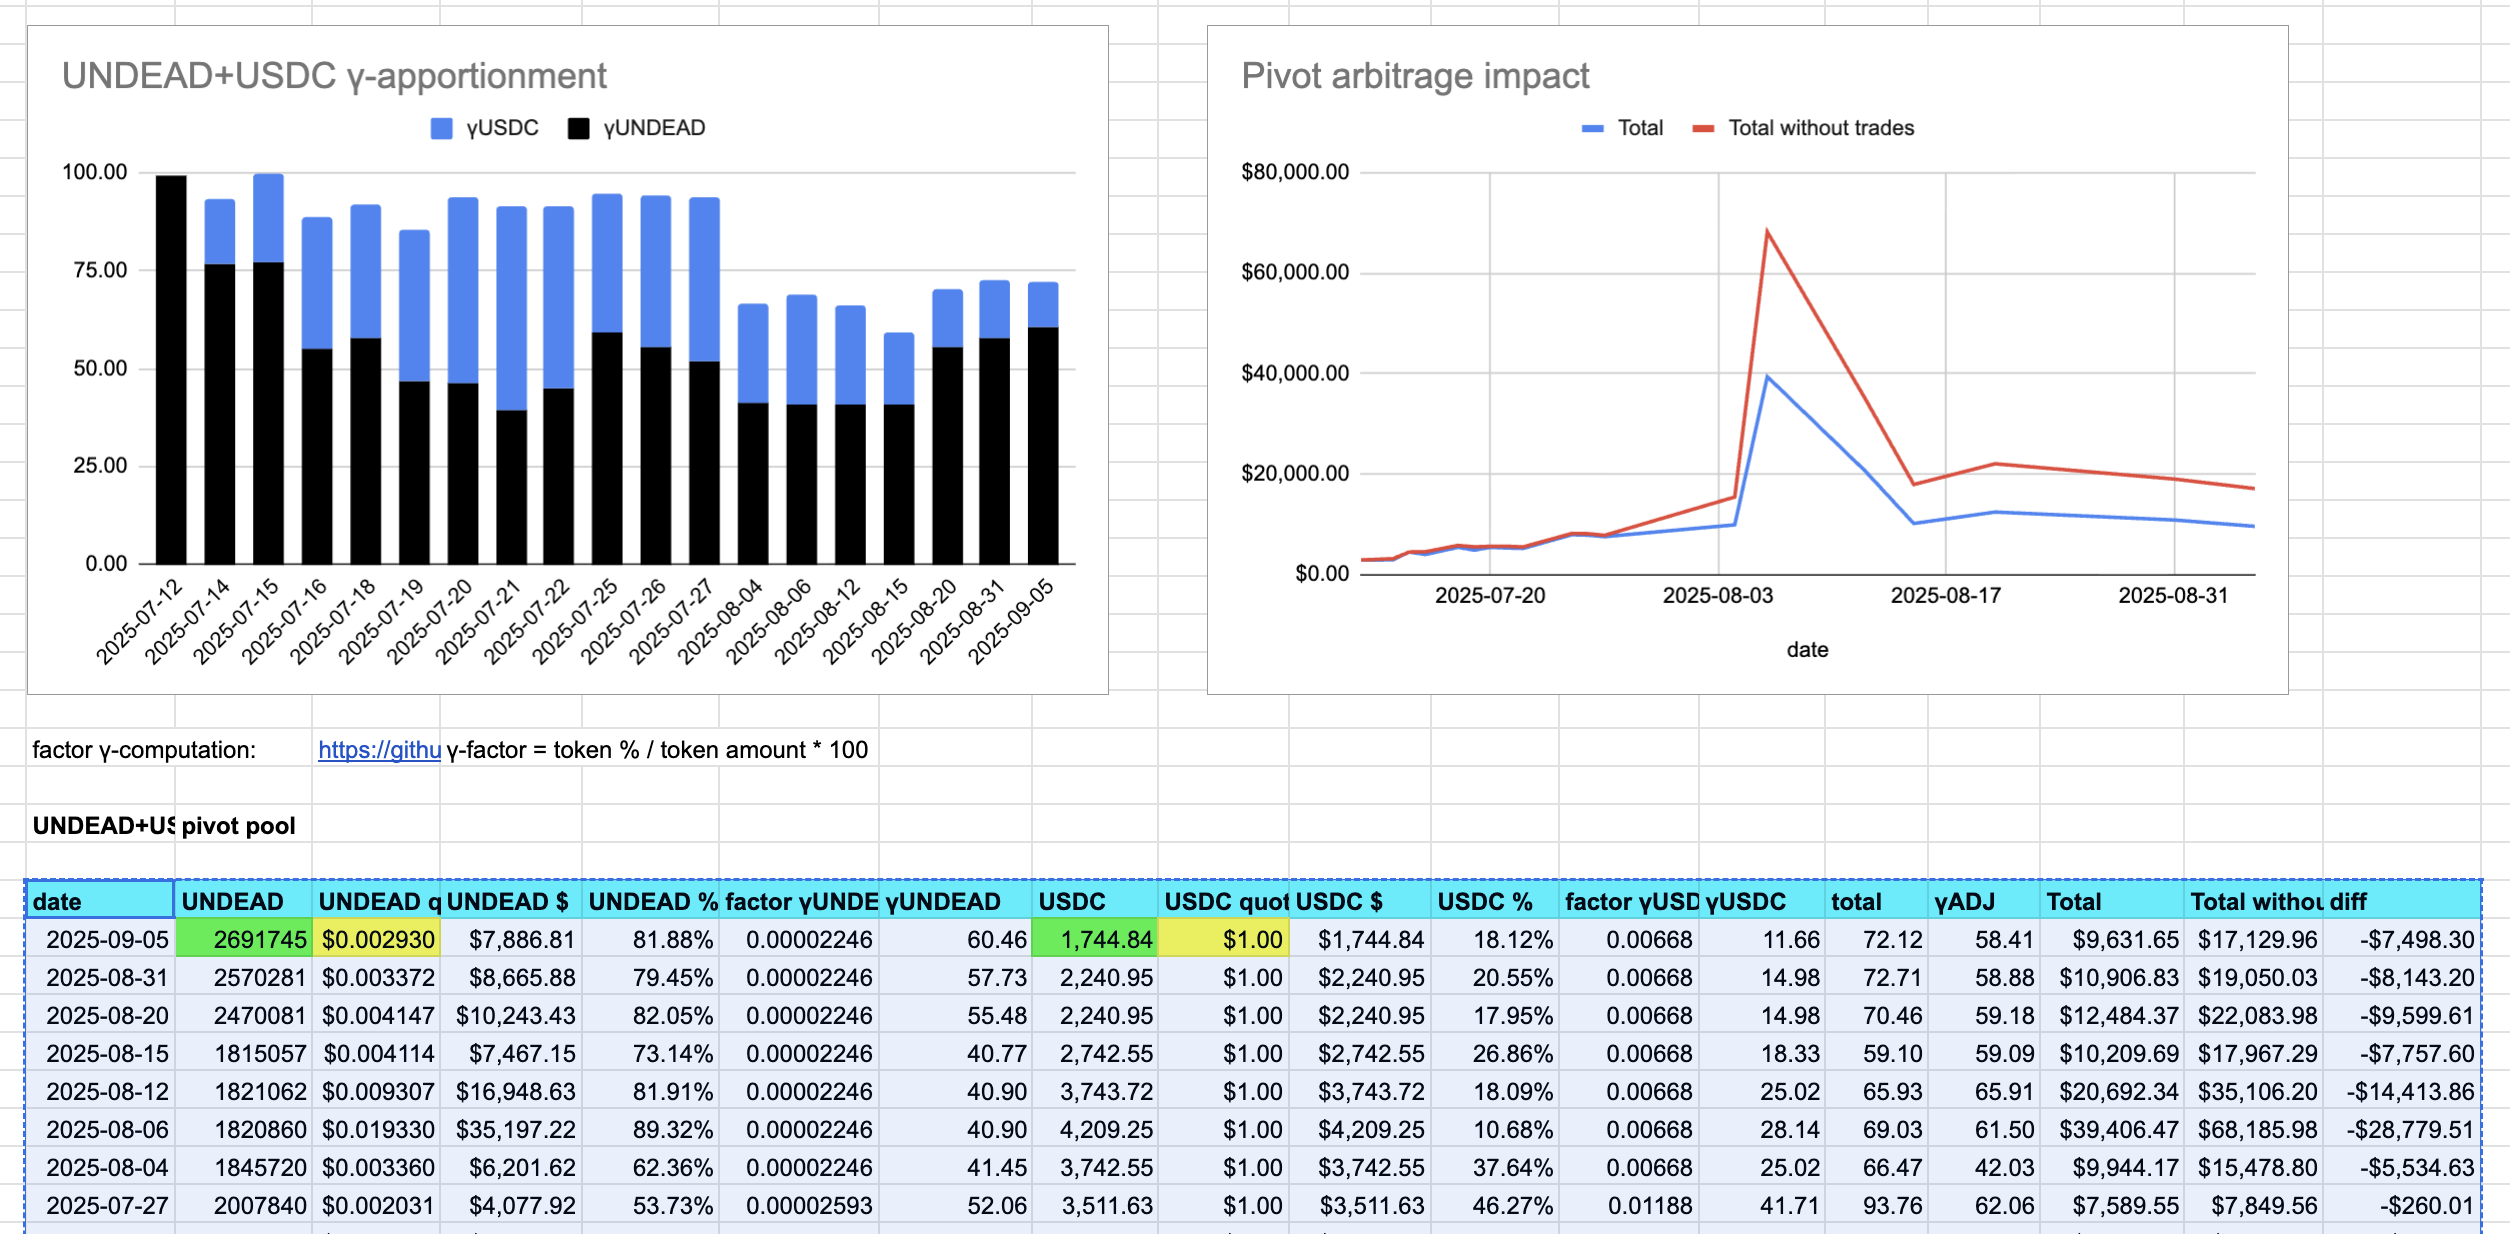 UNDEAD+USDC γ-apportionment
γUSDC γUNDEAD
100.00
75.00
50.00
25.00
0.00
2025-07-12 2025-07-14 2025-07-15 2025-07-16 2025-07-18 2025-07-19 2025-07-20 2025-07-21 2025-07-22 2025-07-25 2025-07-26 2025-07-27 2025-08-04 2025-08-06 2025-08-12 2025-08-15 2025-08-20 2025-08-31 2025-09-05
Pivot arbitrage impact
Total Total without trades
$80,000.00
$60,000.00
$40,000.00
$20,000.00
$0.00
2025-07-20 2025-08-03 2025-08-17 2025-08-31
date
factor γ-computation: https://githu γ-factor = token % / token amount * 100
UNDEAD+US pivot pool
date UNDEAD UNDEAD q UNDEAD $ UNDEAD % factor γUNDE γUNDEAD USDC USDC quot USDC $ USDC % factor γUSD γUSDC total γADJ Total Total withou diff
2025-09-05 2691745 $0.002930 $7,886.81 81.88% 0.00002246 60.46 1,744.84 $1.00 $1,744.84 18.12% 0.00668 11.66 72.12 58.41 $9,631.65 $17,129.96 -$7,498.30
2025-08-31 2570281 $0.003372 $8,665.88 79.45% 0.00002246 57.73 2,240.95 $1.00 $2,240.95 20.55% 0.00668 14.98 72.71 58.88 $10,906.83 $19,050.03 -$8,143.20
2025-08-20 2470081 $0.004147 $10,243.43 82.05% 0.00002246 55.48 2,240.95 $1.00 $2,240.95 17.95% 0.00668 14.98 70.46 59.18 $12,484.37 $22,083.98 -$9,599.61
2025-08-15 1815057 $0.004114 $7,467.15 73.14% 0.00002246 40.77 2,742.55 $1.00 $2,742.55 26.86% 0.00668 18.33 59.10 59.09 $10,209.69 $17,967.29 -$7,757.60
2025-08-12 1821062 $0.009307 $16,948.63 81.91% 0.00002246 40.90 3,743.72 $1.00 $3,743.72 18.09% 0.00668 25.02 65.93 65.91 $20,692.34 $35,106.20 -$14,413.86
2025-08-06 1820860 $0.019330 $35,197.22 89.32% 0.00002246 40.90 4,209.25 $1.00 $4,209.25 10.68% 0.00668 28.14 69.03 61.50 $39,406.47 $68,185.98 -$28,779.51
2025-08-04 1845720 $0.003360 $6,201.62 62.36% 0.00002246 41.45 3,742.55 $1.00 $3,742.55 37.64% 0.00668 25.02 66.47 42.03 $9,944.17 $15,478.80 -$5,534.63
2025-07-27 2007840 $0.002031 $4,077.92 53.73% 0.00002593 52.06 3,511.63 $1.00 $3,511.63 46.27% 0.01188 41.71 93.76 62.06 $7,589.55 $7,849.56 -$260.01